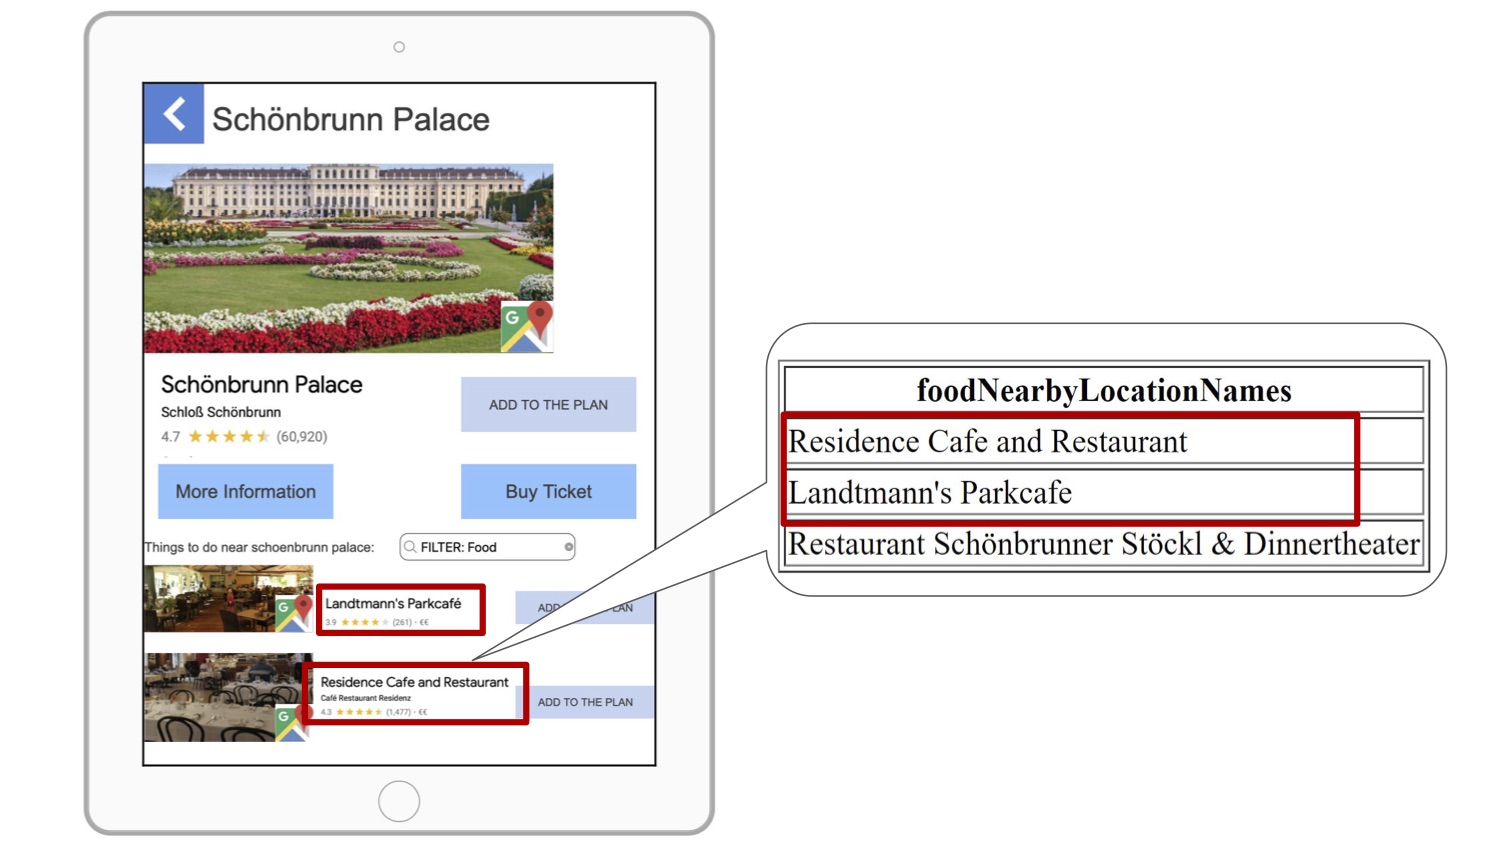 Schönbrunn Palace
G
Schönbrunn Palace
Schloß Schönbrunn
4.7 (60,920)
ADD TO THE PLAN
More Information
Buy Ticket
Things to do near schoenbrunn palace:
FILTER: Food
G
Landtmann's Parkcafé
3.9 (261) - €€
G
Residence Cafe and Restaurant
Café Restaurant Residenz
4.3 (1,477) - €€
ADD TO THE PLAN
foodNearbyLocationNames
Residence Cafe and Restaurant
Landtmann's Parkcafe
Restaurant Schönbrunner Stöckl & Dinnertheater